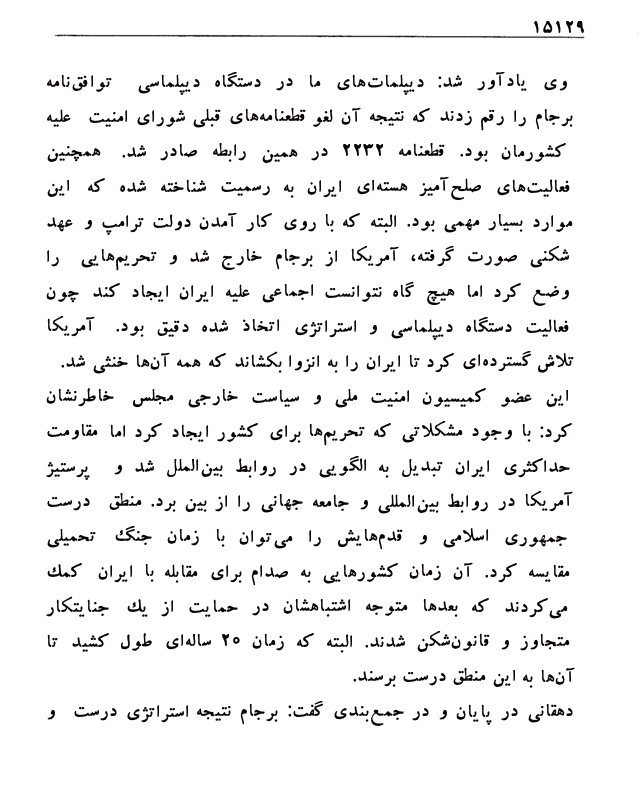 ۱۵۱۲۹
وی یادآور شد: دیپلمات‌های ما در دستگاه دیپلماسی توافق‌نامه
برجام را رقم زدند که نتیجه آن لغو قطعنامه‌های قبلی شورای امنیت علیه
کشورمان بود. قطعنامه ۲۲۳۲ در همین رابطه صادر شد. همچنین
فعالیت‌های صلح‌آمیز هسته‌ای ایران به رسمیت شناخته شده که این
موارد بسیار مهمی بود. البته که با روی کار آمدن دولت ترامپ و عهد
شکنی صورت گرفته، آمریکا از برجام خارج شد و تحریم‌هایی را
وضع کرد اما هیچ گاه نتوانست اجماعی علیه ایران ایجاد کند چون
فعالیت دستگاه دیپلماسی و استراتژی اتخاذ شده دقیق بود. آمریکا
تلاش گسترده‌ای کرد تا ایران را به انزوا بکشاند که همه آن‌ها خنثی شد.
این عضو کمیسیون امنیت ملی و سیاست خارجی مجلس خاطرنشان
کرد: با وجود مشکلاتی که تحریم‌ها برای کشور ایجاد کرد اما مقاومت
حداکثری ایران تبدیل به الگویی در روابط بین‌الملل شد و پرستیژ
آمریکا در روابط بین‌المللی و جامعه جهانی را از بین برد. منطق درست
جمهوری اسلامی و قدم‌هایش را می‌توان با زمان جنگ تحمیلی
مقایسه کرد. آن زمان کشورهایی به صدام برای مقابله با ایران کمك
می‌کردند که بعدها متوجه اشتباهشان در حمایت از یك جنایتکار
متجاوز و قانون‌شکن شدند. البته که زمان ۲۵ ساله‌ای طول کشید تا
آن‌ها به این منطق درست برسند.
دهقانی در پایان و در جمع‌بندی گفت: برجام نتیجه استراتژی درست و